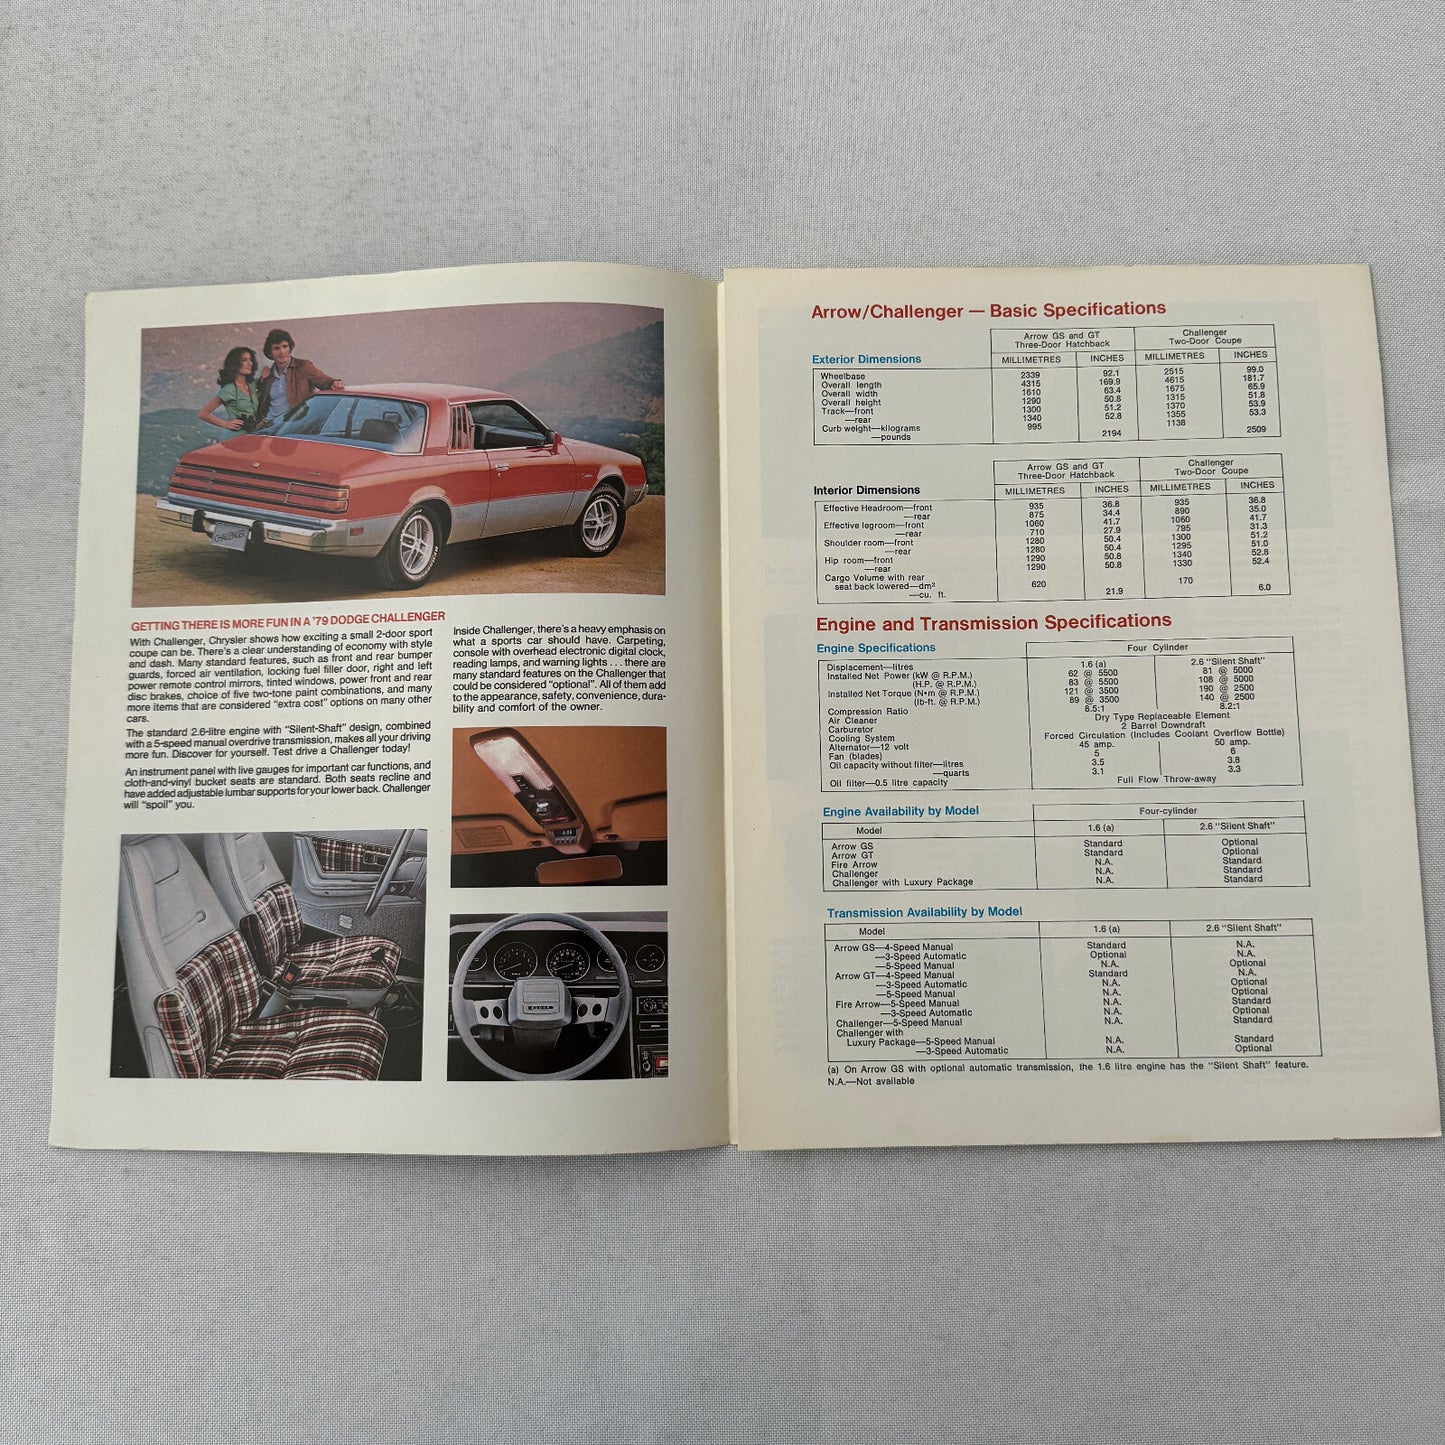 CHALLENGER
GETTING THERE IS MORE FUN IN A '79 DODGE CHALLENGER
With Challenger, Chrysler shows how exciting a small 2-door sport
coupe can be. There's a clear understanding of economy with style
and dash. Many standard features, such as front and rear bumper
guards, forced air ventilation, locking fuel filler door, right and left
power remote control mirrors, tinted windows, power front and rear
disc brakes, choice of five two-tone paint combinations, and many
more items that are considered "extra cost" options on many other
cars.
The standard 2.6-litre engine with "Silent-Shaft" design, combined
with a 5-speed manual overdrive transmission, makes all your driving
more fun. Discover for yourself. Test drive a Challenger today!
An instrument panel with live gauges for important car functions, and
cloth-and-vinyl bucket seats are standard. Both seats recline and
have added adjustable lumbar supports for your lower back. Challenger
will "spoil" you.
Inside Challenger, there's a heavy emphasis on
what a sports car should have. Carpeting,
console with overhead electronic digital clock,
reading lamps, and warning lights . . . there are
many standard features on the Challenger that
could be considered "optional". All of them add
to the appearance, safety, convenience, dura-
bility and comfort of the owner.
Arrow/Challenger — Basic Specifications
Exterior Dimensions
Arrow GS and GT Three-Door Hatchback Challenger Two-Door Coupe
MILLIMETRES INCHES MILLIMETRES INCHES
Wheelbase 2339 92.1 2515 99.0
Overall length 4315 169.9 4615 181.7
Overall width 1610 63.4 1675 65.9
Overall height 1290 50.8 1315 51.8
Track—front 1300 51.2 1370 53.9
—rear 1340 52.8 1355 53.3
Curb weight—kilograms 995 1138
—pounds 2194 2509
Interior Dimensions
Arrow GS and GT Three-Door Hatchback Challenger Two-Door Coupe
MILLIMETRES INCHES MILLIMETRES INCHES
Effective Headroom—front 935 36.8 935 36.8
—rear 875 34.4 890 35.0
Effective legroom—front 1060 41.7 1060 41.7
—rear 710 27.9 795 31.3
Shoulder room—front 1280 50.4 1300 51.2
—rear 1280 50.4 1295 51.0
Hip room—front 1290 50.8 1340 52.8
—rear 1290 50.8 1330 52.4
Cargo Volume with rear
seat back lowered—dm³ 620 170
—cu. ft. 21.9 6.0
Engine and Transmission Specifications
Engine Specifications
Four Cylinder
Displacement—litres 1.6 (a) 2.6 "Silent Shaft"
Installed Net Power (kW @ R.P.M.) 62 @ 5500 81 @ 5000
(H.P. @ R.P.M.) 83 @ 5500 108 @ 5000
Installed Net Torque (N•m @ R.P.M.) 121 @ 3500 190 @ 2500
(lb-ft. @ R.P.M.) 89 @ 3500 140 @ 2500
Compression Ratio 8.5:1 8.2:1
Air Cleaner Dry Type Replaceable Element
Carburetor 2 Barrel Downdraft
Cooling System Forced Circulation (Includes Coolant Overflow Bottle)
Alternator—12 volt 45 amp. 50 amp.
Fan (blades) 5 6
Oil capacity without filter—litres 3.5 3.8
—quarts 3.1 3.3
Oil filter—0.5 litre capacity Full Flow Throw-away
Engine Availability by Model
Four-cylinder
Model 1.6 (a) 2.6 "Silent Shaft"
Arrow GS Standard Optional
Arrow GT Standard Optional
Fire Arrow N.A. Standard
Challenger N.A. Standard
Challenger with Luxury Package N.A. Standard
Transmission Availability by Model
Model 1.6 (a) 2.6 "Silent Shaft"
Arrow GS—4-Speed Manual Standard N.A.
—3-Speed Automatic Optional N.A.
—5-Speed Manual N.A. Optional
Arrow GT—4-Speed Manual Standard N.A.
—3-Speed Automatic N.A. Optional
—5-Speed Manual N.A. Optional
Fire Arrow—5-Speed Manual N.A. Standard
—3-Speed Automatic N.A. Optional
Challenger—5-Speed Manual N.A. Standard
Challenger with
Luxury Package—5-Speed Manual N.A. Standard
—3-Speed Automatic N.A. Optional
(a) On Arrow GS with optional automatic transmission, the 1.6 litre engine has the "Silent Shaft" feature.
N.A.—Not available